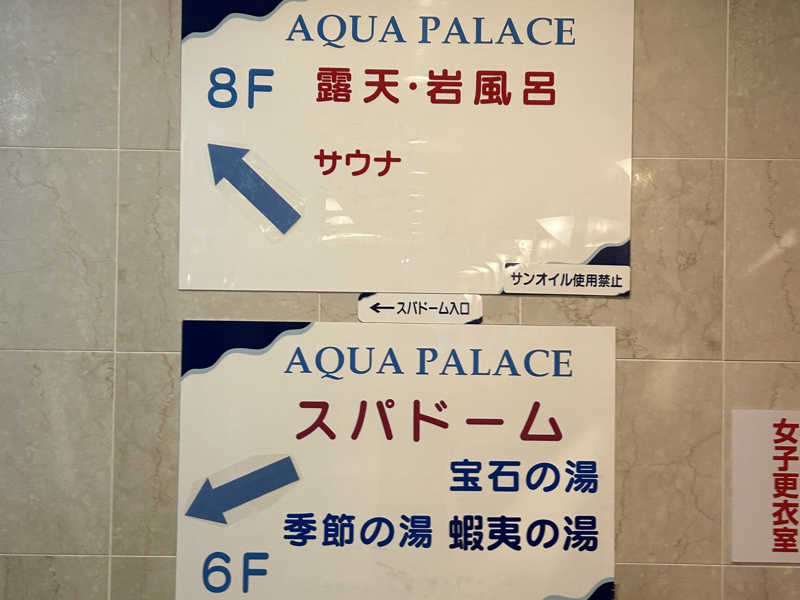 AQUA PALACE
8F 露天・岩風呂
サウナ
サンオイル使用禁止
←スパドーム入口
AQUA PALACE
スパドーム
宝石の湯
季節の湯 蝦夷の湯
6F
女子更衣室